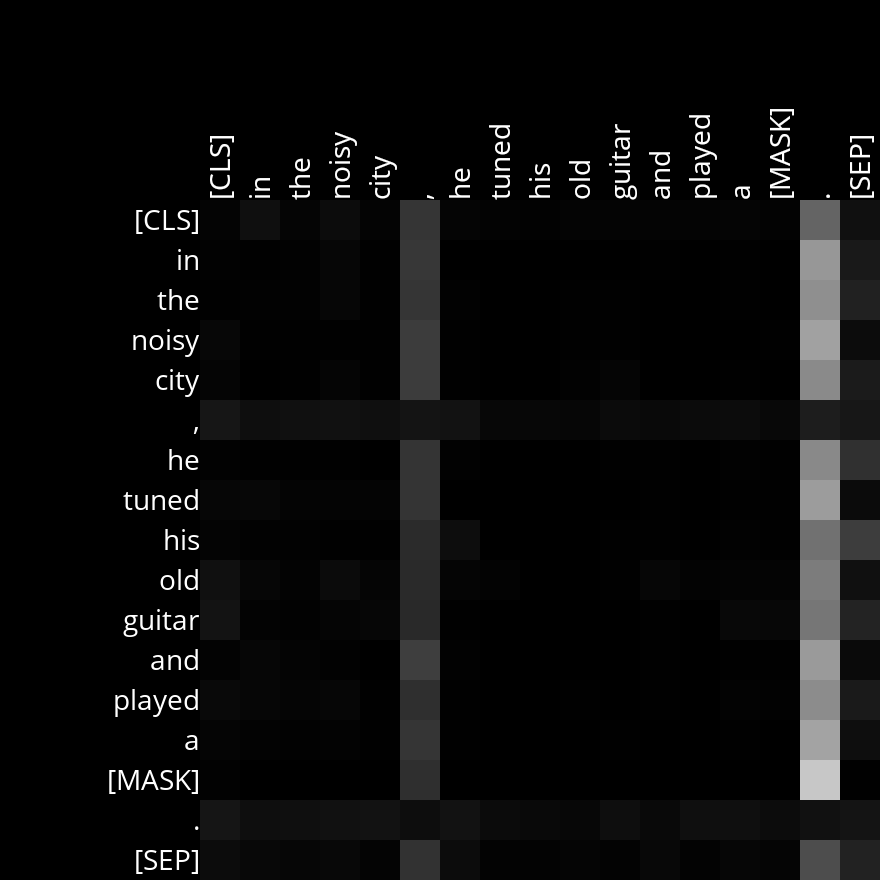 [CLS] in the noisy city , he tuned his old guitar and played a [MASK] . [SEP]
[CLS]
in
the
noisy
city
,
he
tuned
his
old
guitar
and
played
a
[MASK]
.
[SEP]